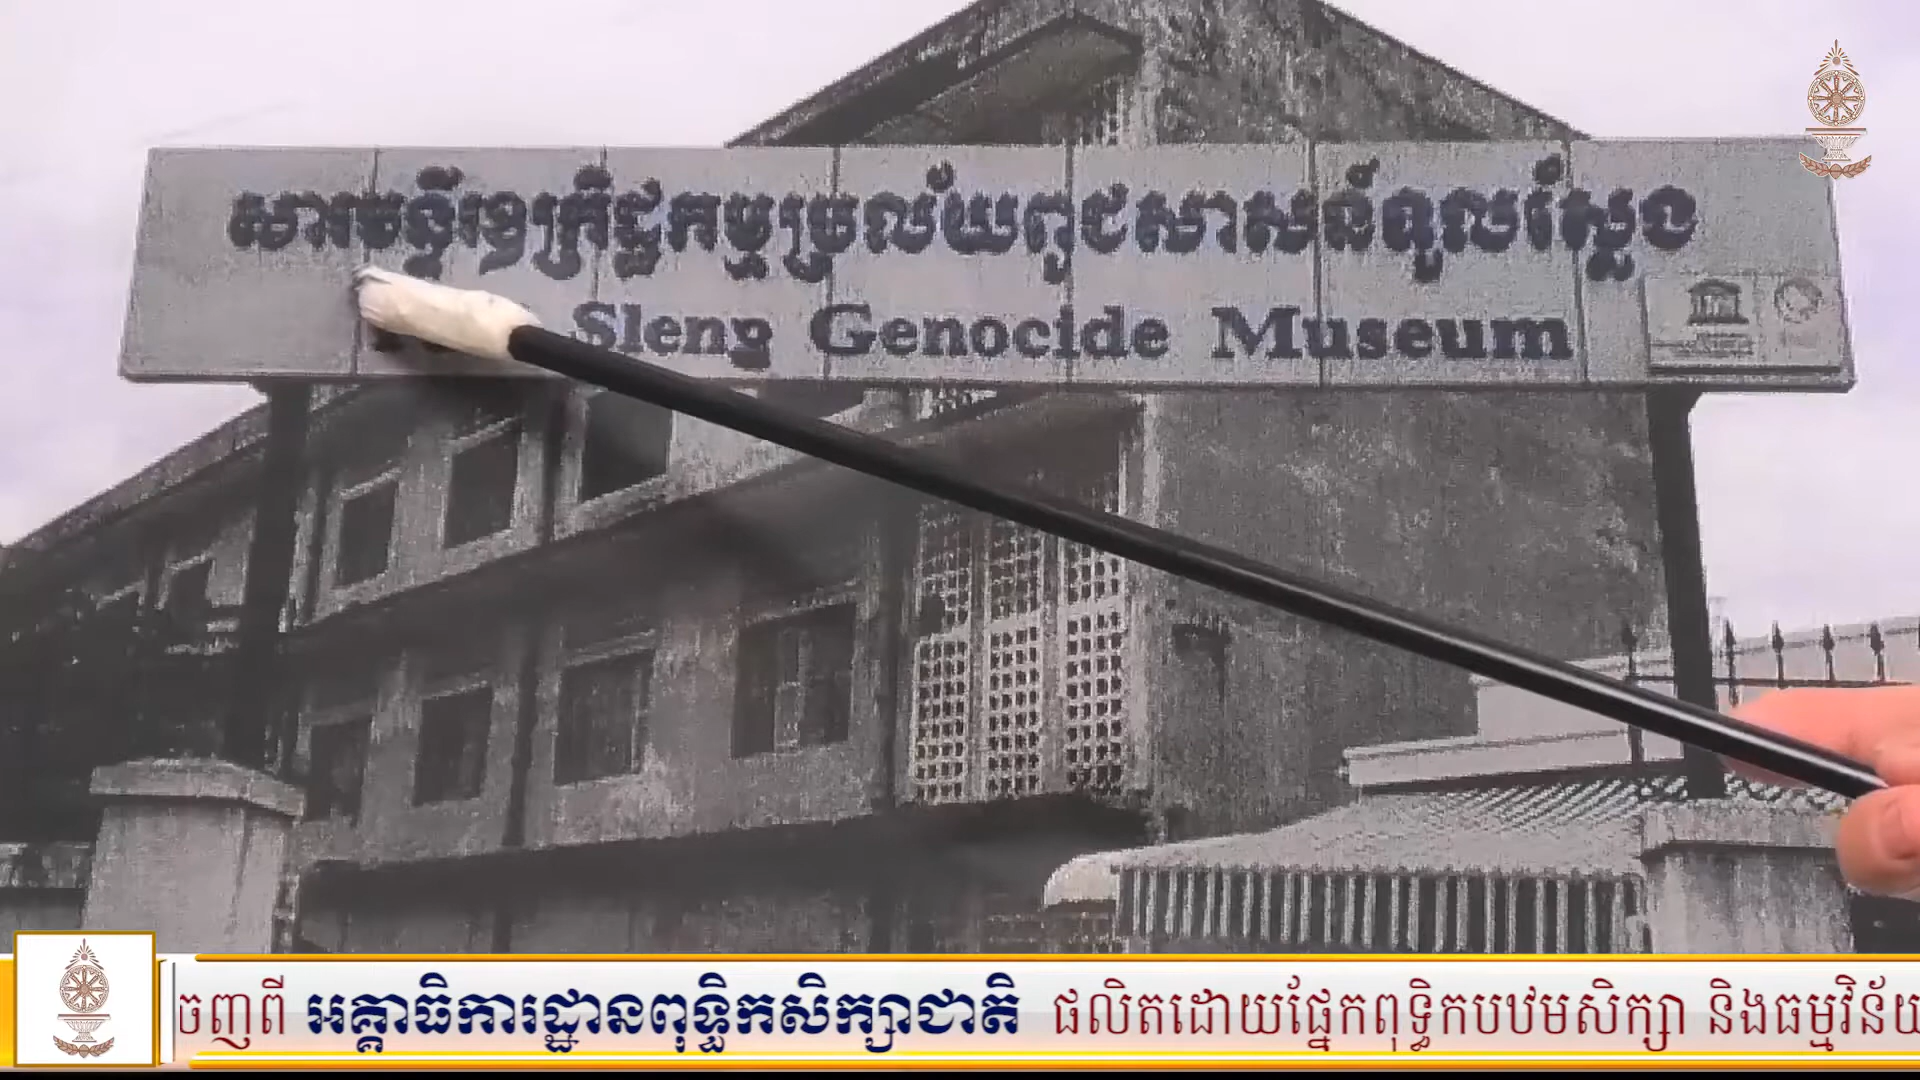 សារមន្ទីរឧក្រិដ្ឋកម្មប្រល័យពូជសាសន៍ទួលស្លែង
Sleng Genocide Museum
ចេញពី អគ្គាធិការដ្ឋានពុទ្ធិកសិក្សាជាតិ ផលិតដោយផ្នែកពុទ្ធិកបឋមសិក្សា និងធម្មវិន័យ